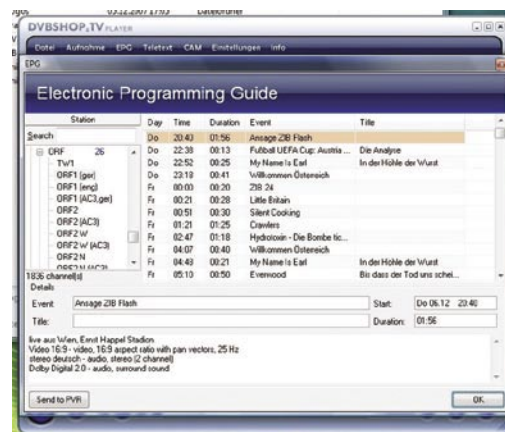 05.12.2007 17:05 Dateiordner
DVBSHOP.TV PLAYER
Datei Aufnahme EPG Teletext CAM Einstellungen Info
EPG
Electronic Programming Guide
Station Day Time Duration Event Title
Search
Do 20:40 01:56 Ansage ZIB Flash
ORF 26 Do 22:38 00:13 Fußball UEFA Cup: Austria ... Die Analyse
TW1 Do 22:52 00:25 My Name Is Earl In der Höhle der Wurst
ORF1 (ger) Do 23:18 00:41 Willkommen Österreich
ORF1 (eng) Fr 00:00 00:20 ZIB 24
ORF1 (AC3,ger) Fr 00:21 00:28 Little Britain
ORF2 Fr 00:51 00:30 Silent Cooking
ORF2 (AC3) Fr 01:21 01:25 Crawlers
ORF2 W Fr 02:47 01:18 Hydrotoxin - Die Bombe tic...
ORF2 W (AC3) Fr 04:07 00:40 Willkommen Österreich
ORF2 N Fr 04:48 00:21 My Name Is Earl In der Höhle der Wurst
ORF2 N (AC3) Fr 05:10 00:50 Everwood Bis dass der Tod uns schei...
1836 channel(s)
Details
Event: Ansage ZIB Flash Start: Do 06.12 20:40
Title: Duration: 01:56
live aus Wien, Ernst Happel Stadion
Video 16:9 - video, 16:9 aspect ratio with pan vectors, 25 Hz
stereo deutsch - audio, stereo (2 channel)
Dolby Digital 2.0 - audio, surround sound
Send to PVR OK